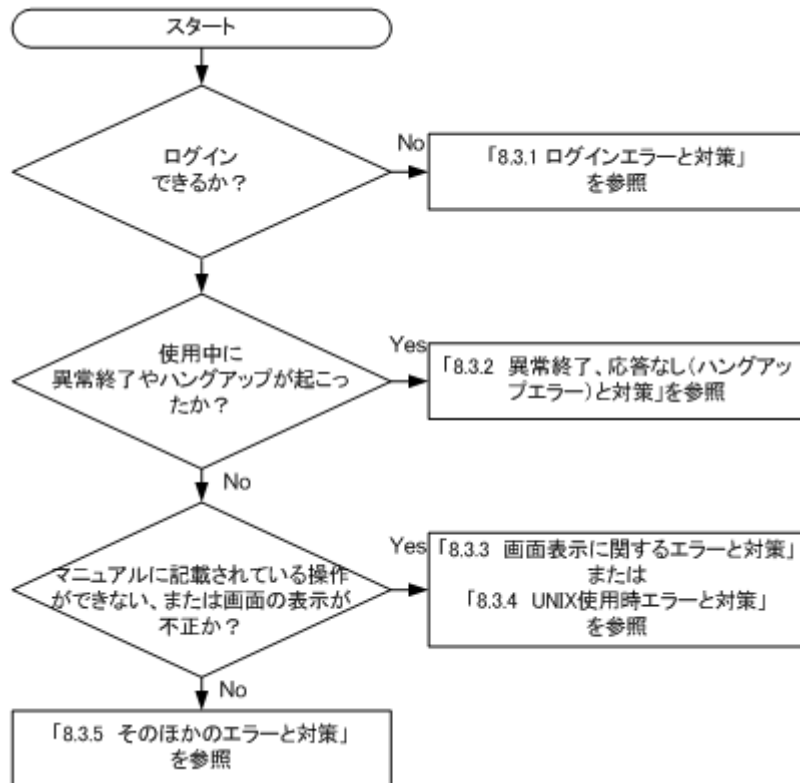 スタート
ログイン
できるか？
No
「8.3.1 ログインエラーと対策」
を参照
使用中に
異常終了やハングアップが起こっ
たか？
Yes
「8.3.2 異常終了、応答なし（ハングアッ
プエラー）と対策」を参照
No
マニュアルに記載されている操作
ができない、または画面の表示が
不正か？
Yes
「8.3.3 画面表示に関するエラーと対策」
または
「8.3.4 UNIX使用時エラーと対策」
を参照
No
「8.3.5 そのほかのエラーと対策」
を参照